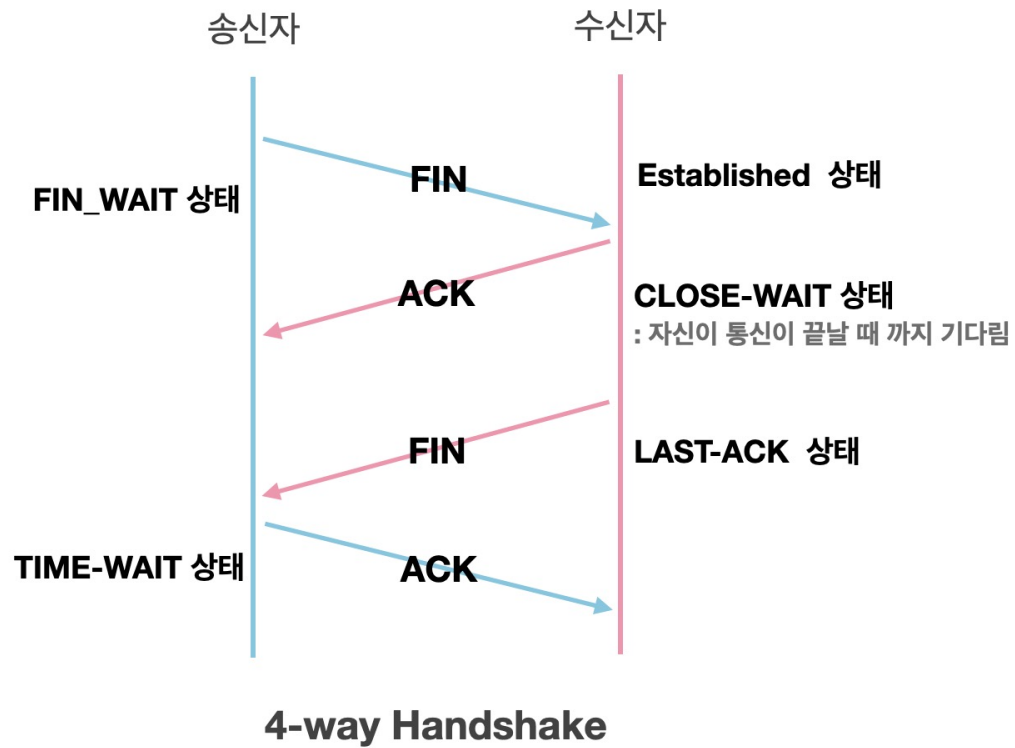 송신자
수신자
FIN
Established 상태
FIN_WAIT 상태
ACK
CLOSE-WAIT 상태
: 자신이 통신이 끝날 때 까지 기다림
FIN
LAST-ACK 상태
TIME-WAIT 상태
ACK
4-way Handshake